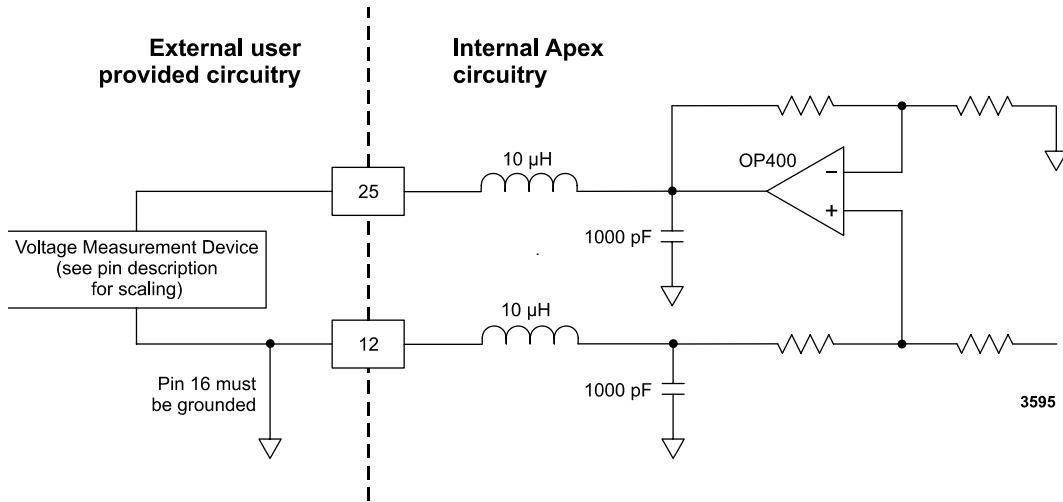 External user
provided circuitry
Internal Apex
circuitry
10 µH
OP400
25
−
+
1000 pF
Voltage Measurement Device
(see pin description
for scaling)
10 µH
12
Pin 16 must
be grounded
1000 pF
3595